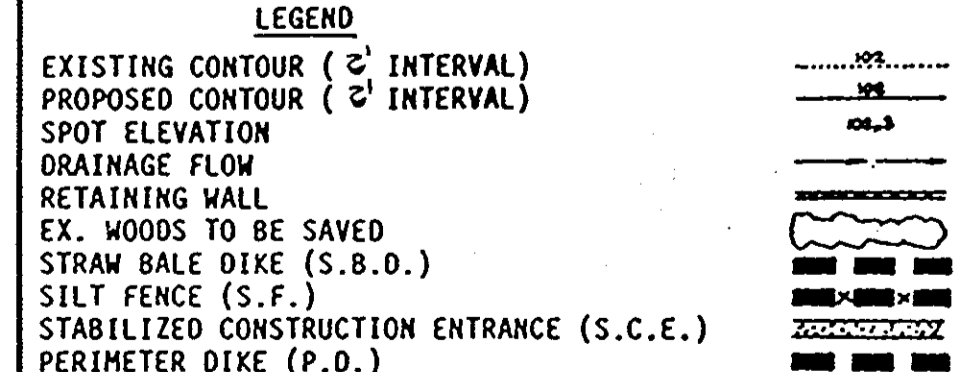 LEGEND
EXISTING CONTOUR ( 2' INTERVAL) 102
PROPOSED CONTOUR ( 2' INTERVAL)
SPOT ELEVATION
DRAINAGE FLOW
RETAINING WALL
EX. WOODS TO BE SAVED
STRAW BALE DIKE (S.B.D.)
SILT FENCE (S.F.)
STABILIZED CONSTRUCTION ENTRANCE (S.C.E.)
PERIMETER DIKE (P.D.)